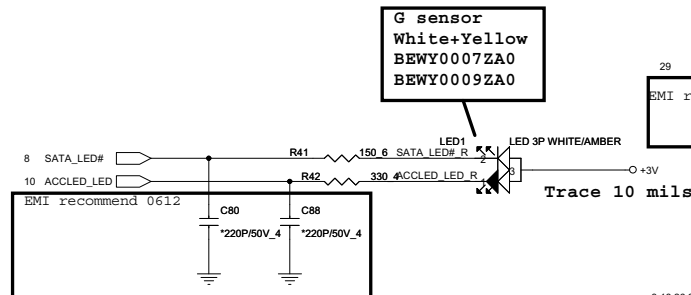 G sensor
White+Yellow
BEWY0007ZA0
BEWY0009ZA0
29
EMI r
LED1
LED 3P WHITE/AMBER
8 SATA_LED#
R41
150_6
SATA_LED#_R
2
3
+3V
10 ACCLED_LED
R42
330_4
ACCLED_LED_R
1
Trace 10 mils
EMI recommend 0612
C80
*220P/50V_4
C88
*220P/50V_4